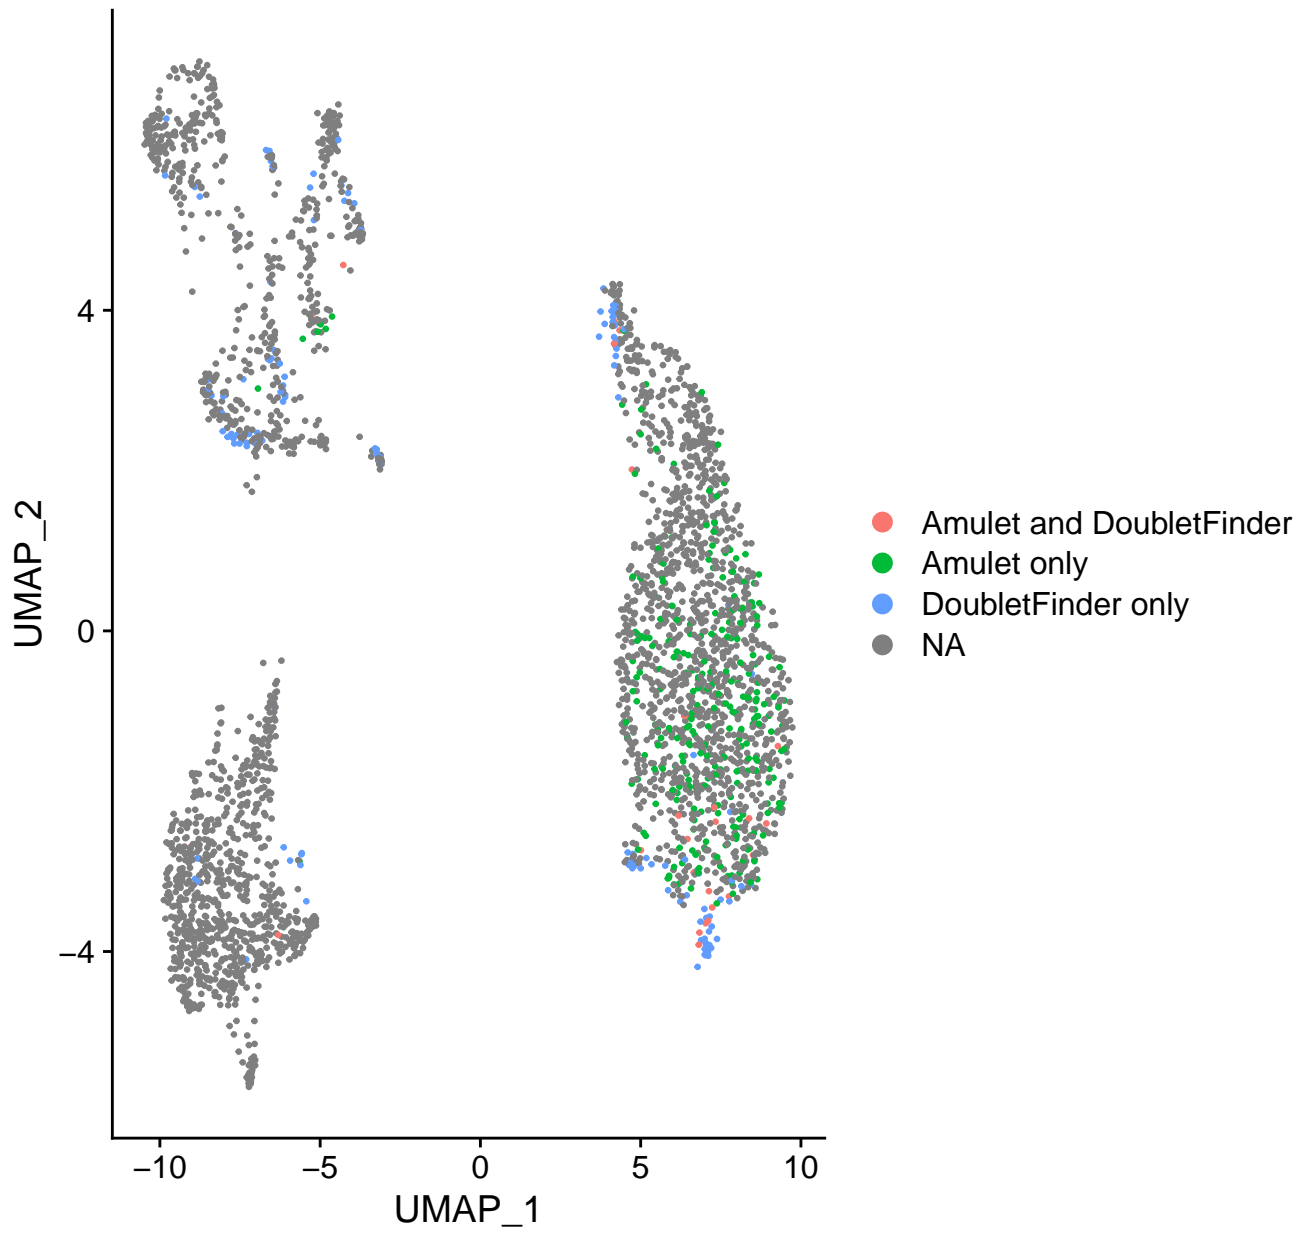 4
0
−4
UMAP_2
−10
−5
0
5
10
UMAP_1
Amulet and DoubletFinder
Amulet only
DoubletFinder only
NA